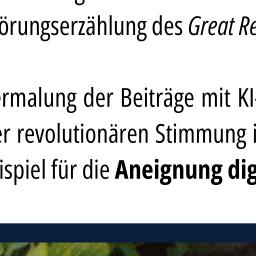 örungserzählung des Great Re
ermalung der Beiträge mit KI-
er revolutionären Stimmung i
ispiel für die Aneignung dig